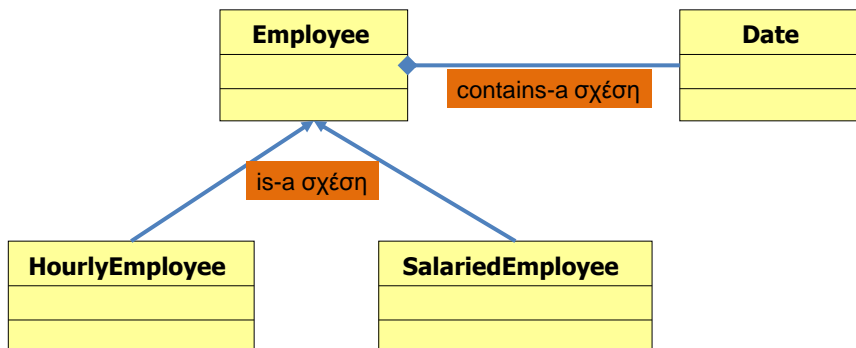 Employee
Date
contains-a σχέση
is-a σχέση
HourlyEmployee
SalariedEmployee